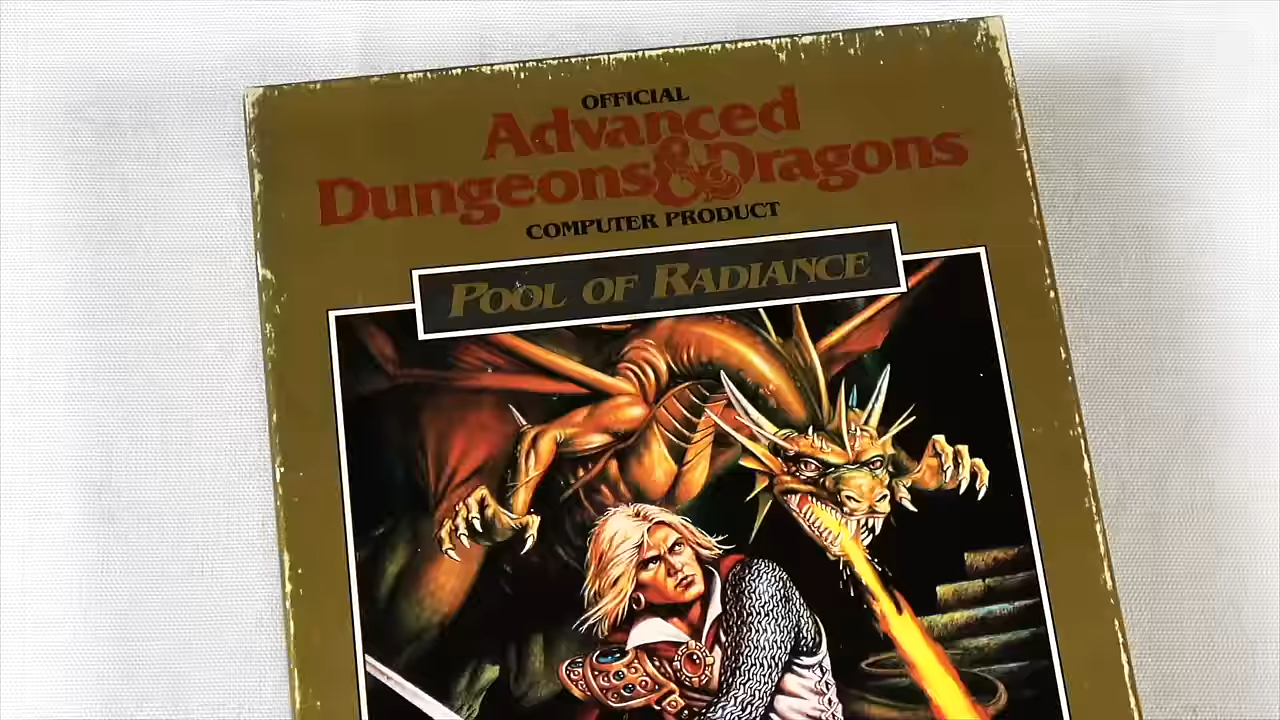 OFFICIAL
Advanced
Dungeons & Dragons
COMPUTER PRODUCT
POOL OF RADIANCE